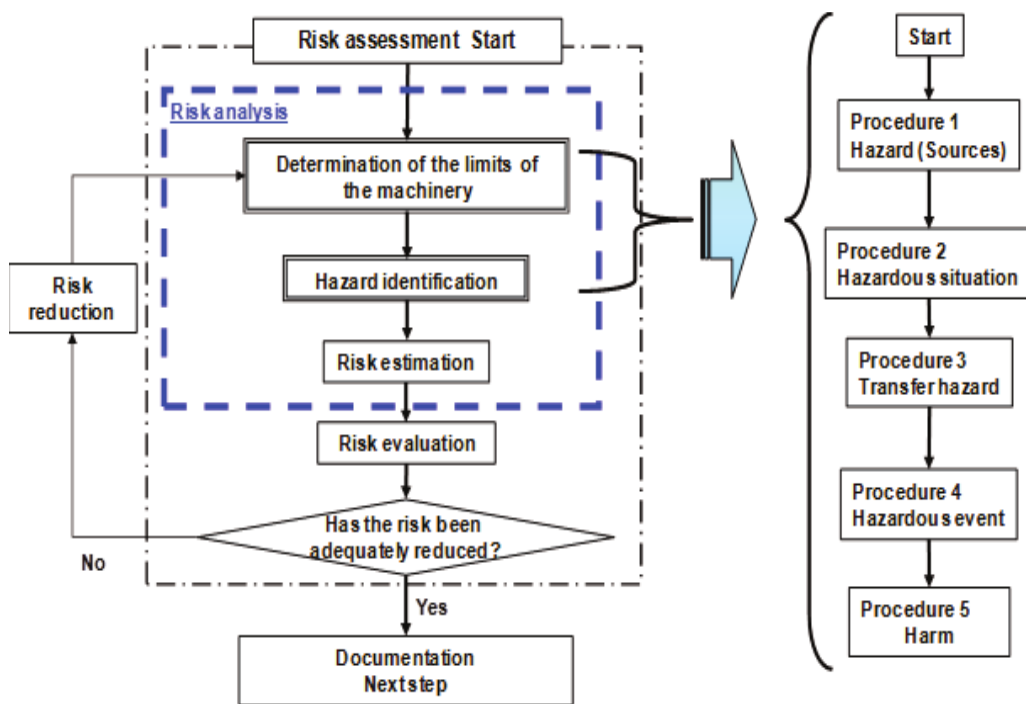 Risk assessment Start
Risk analysis
Determination of the limits of
the machinery
Hazard identification
Risk estimation
Risk evaluation
Has the risk been
adequately reduced?
Risk
reduction
No
Yes
Documentation
Next step
Start
Procedure 1
Hazard (Sources)
Procedure 2
Hazardous situation
Procedure 3
Transfer hazard
Procedure 4
Hazardous event
Procedure 5
Harm